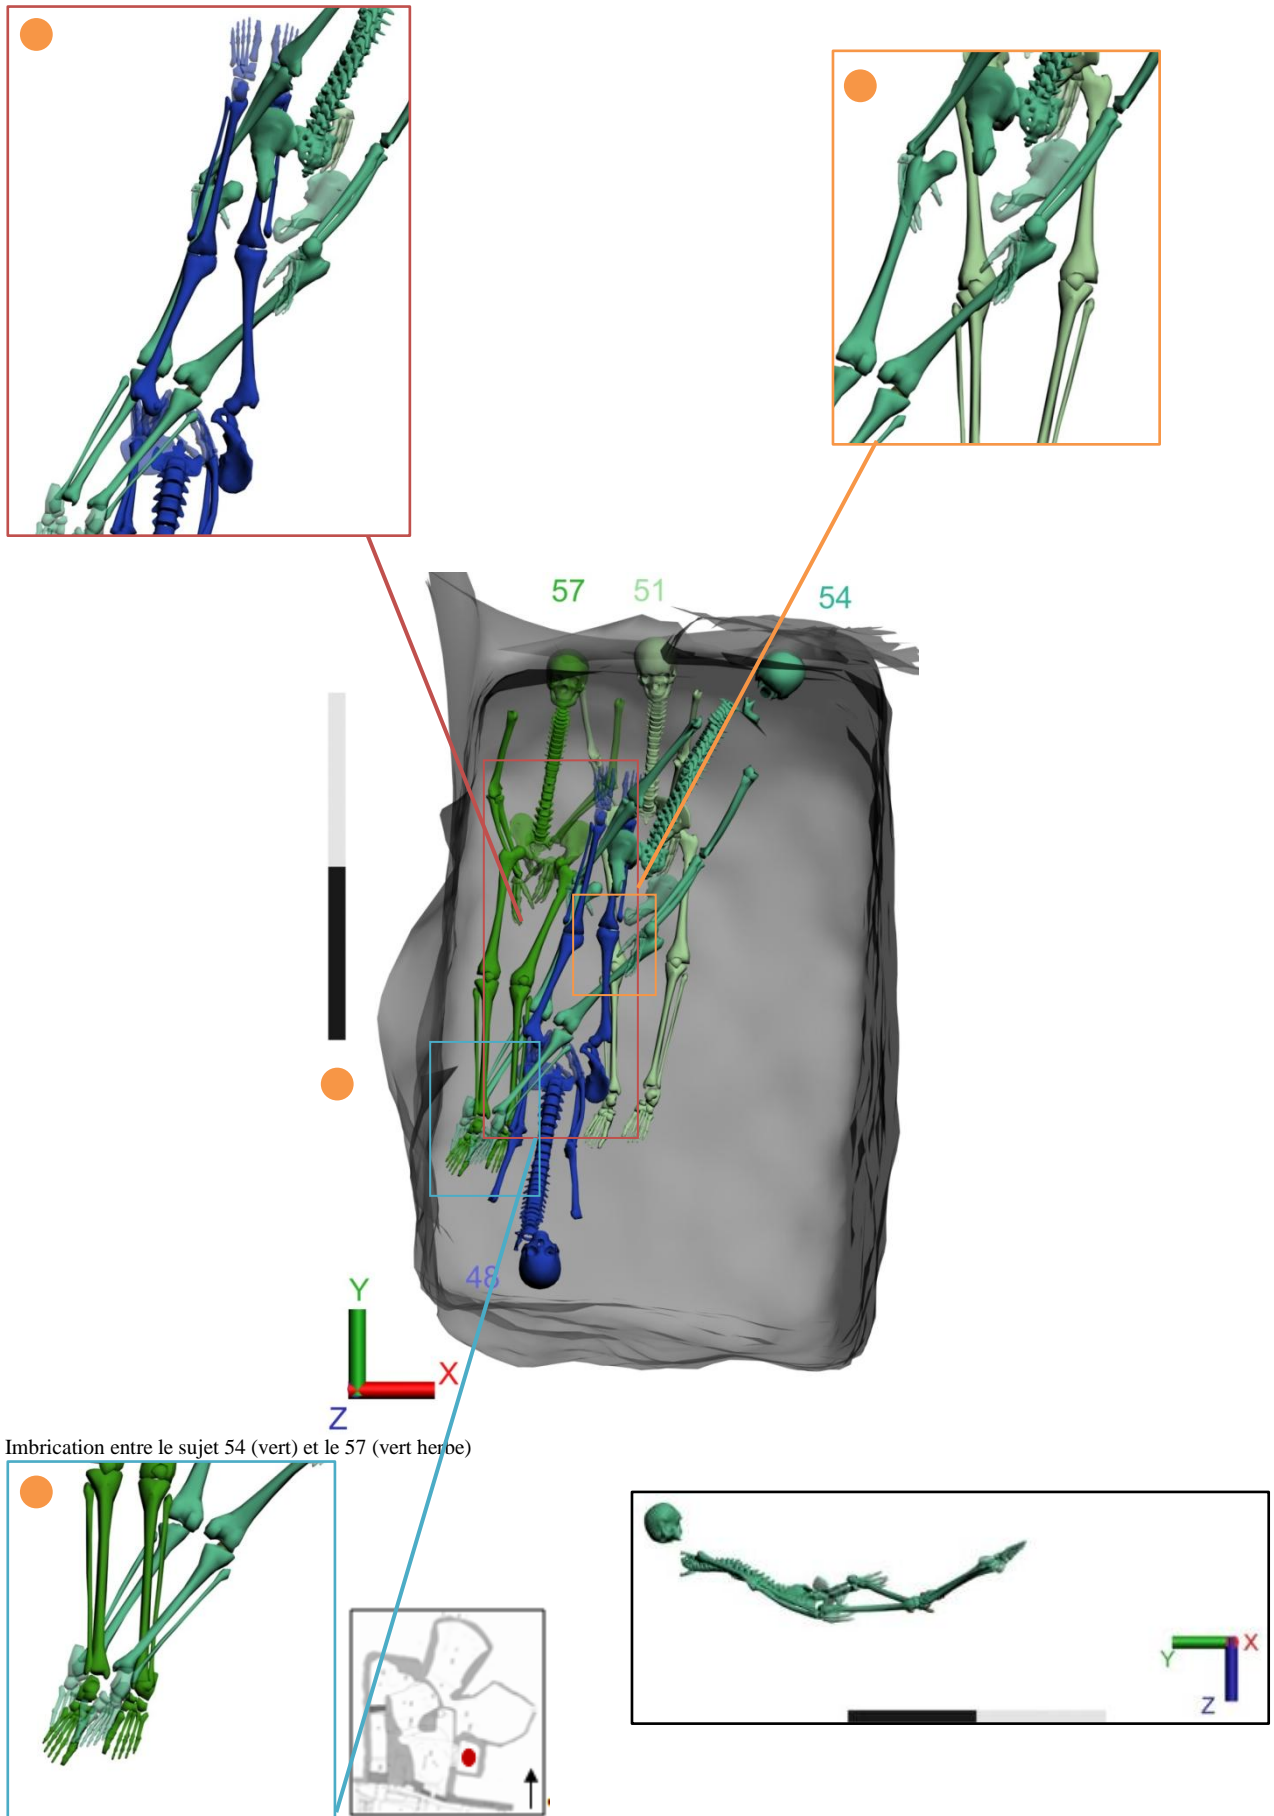 57 51 54
48
Y
X
Z
Imbrication entre le sujet 54 (vert) et le 57 (vert herbe)
Y X
Z